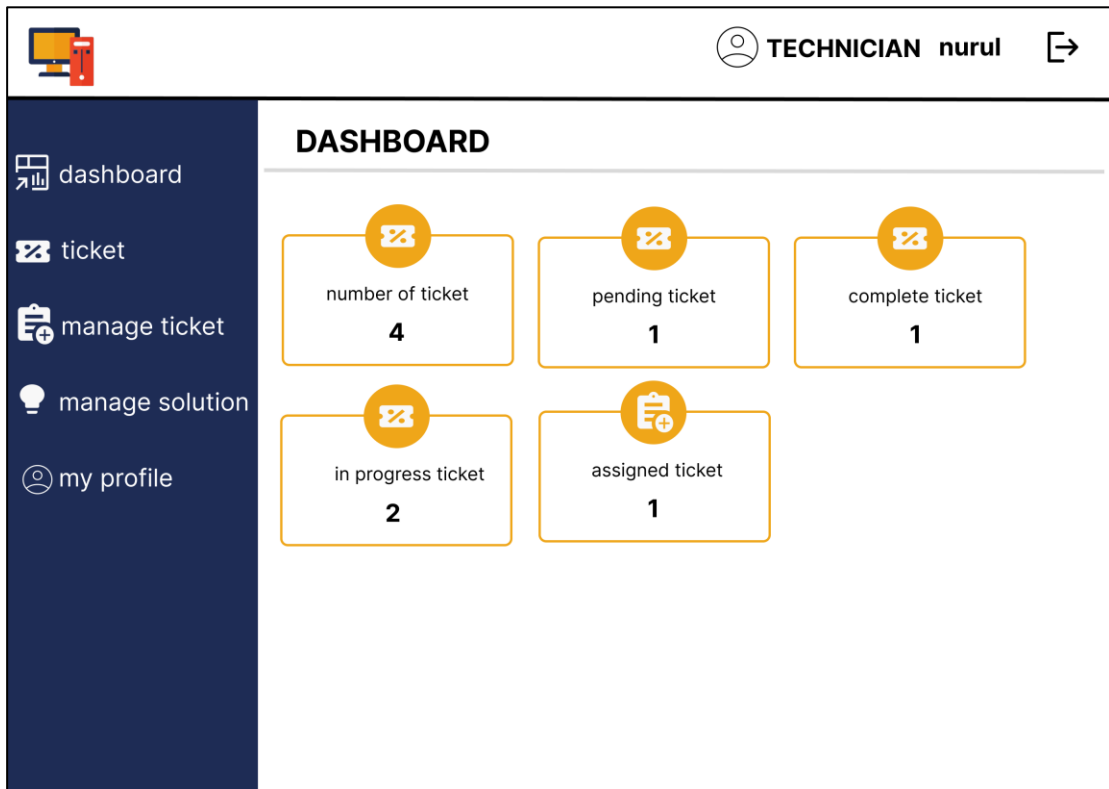 TECHNICIAN nurul
dashboard
ticket
manage ticket
manage solution
my profile
DASHBOARD
number of ticket
4
pending ticket
1
complete ticket
1
in progress ticket
2
assigned ticket
1